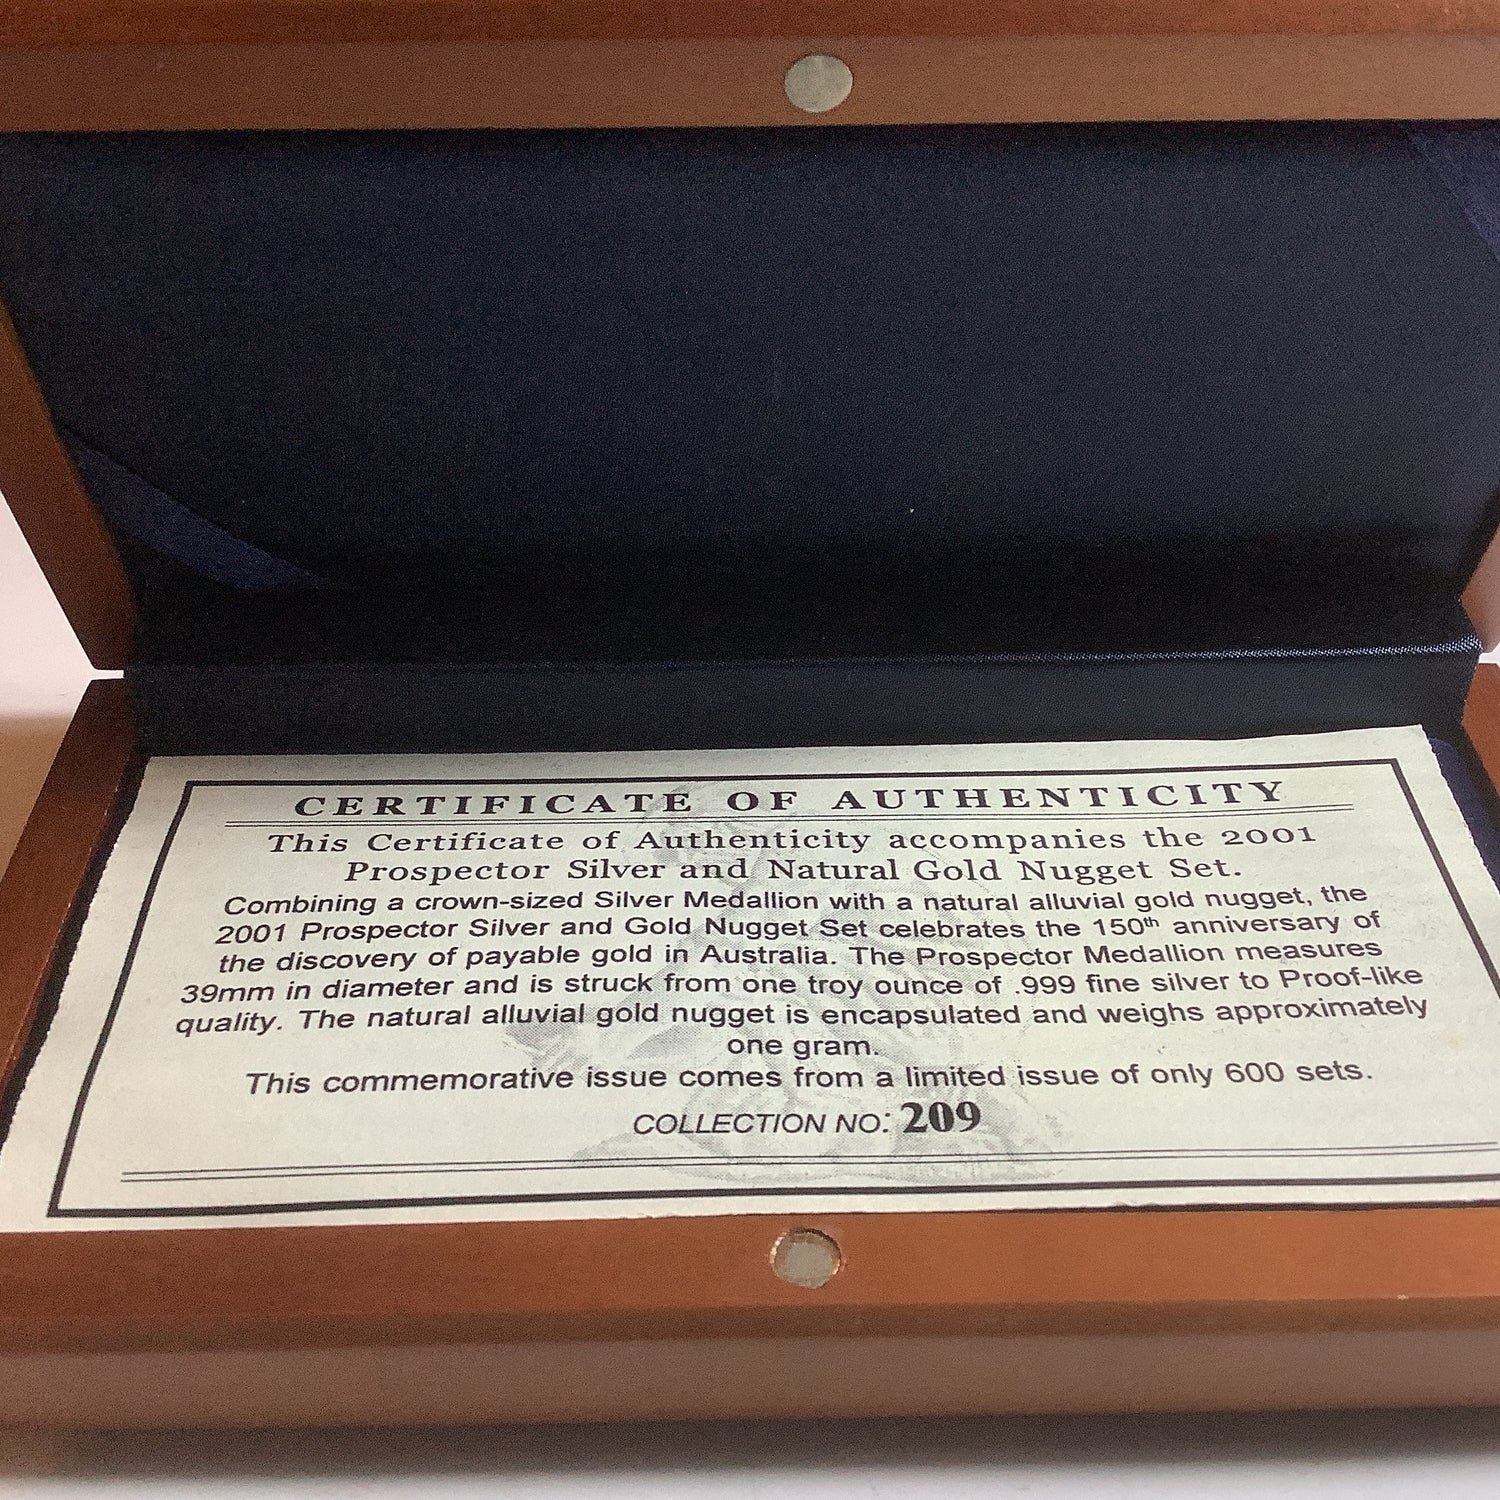 CERTIFICATE OF AUTHENTICITY
This Certificate of Authenticity accompanies the 2001
Prospector Silver and Natural Gold Nugget Set.
Combining a crown-sized Silver Medallion with a natural alluvial gold nugget, the
2001 Prospector Silver and Gold Nugget Set celebrates the 150th anniversary of
the discovery of payable gold in Australia. The Prospector Medallion measures
39mm in diameter and is struck from one troy ounce of .999 fine silver to Proof-like
quality. The natural alluvial gold nugget is encapsulated and weighs approximately
one gram.
This commemorative issue comes from a limited issue of only 600 sets.
COLLECTION NO: 209